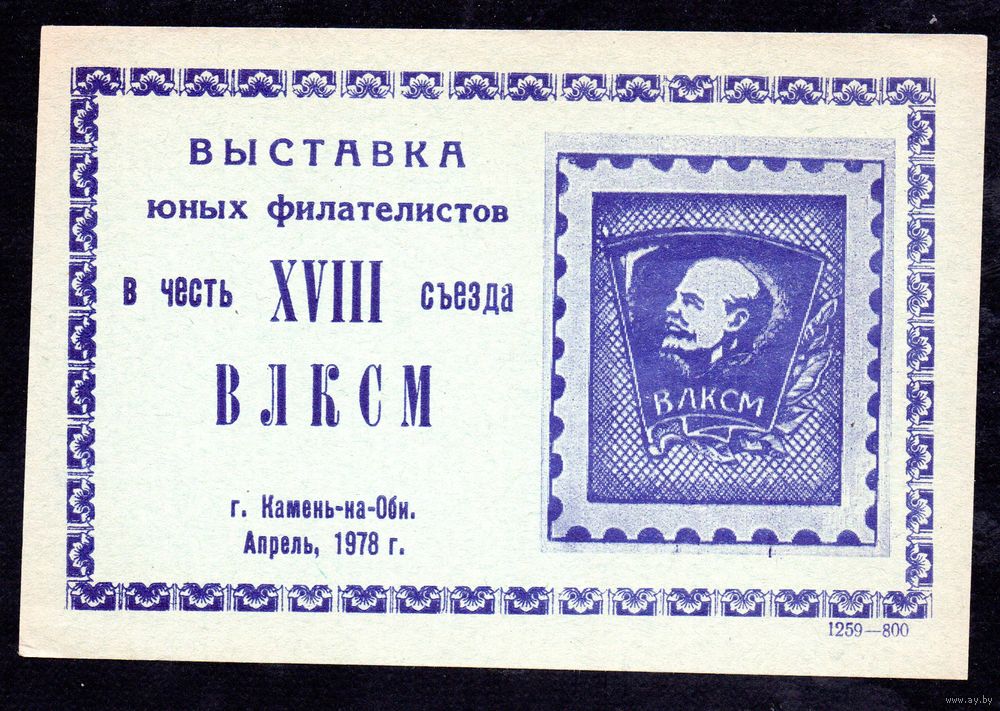 ВЫСТАВКА
юных филателистов
в честь XVIII съезда
ВЛКСМ
г. Камень-на-Оби.
Апрель, 1978 г.
ВЛКСМ
1259—800
www.ay.by